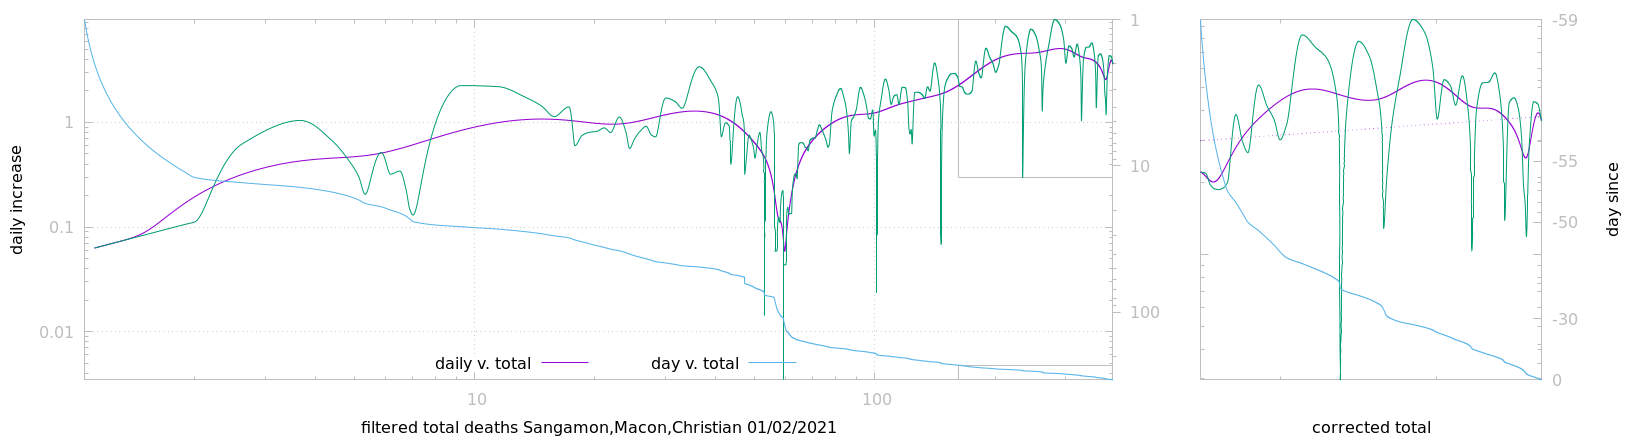 1
-59
1
10
-55
daily increase
day since
0.1
-50
100
-30
0.01
daily v. total
day v. total
0
10
100
filtered total deaths Sangamon,Macon,Christian 01/02/2021
corrected total